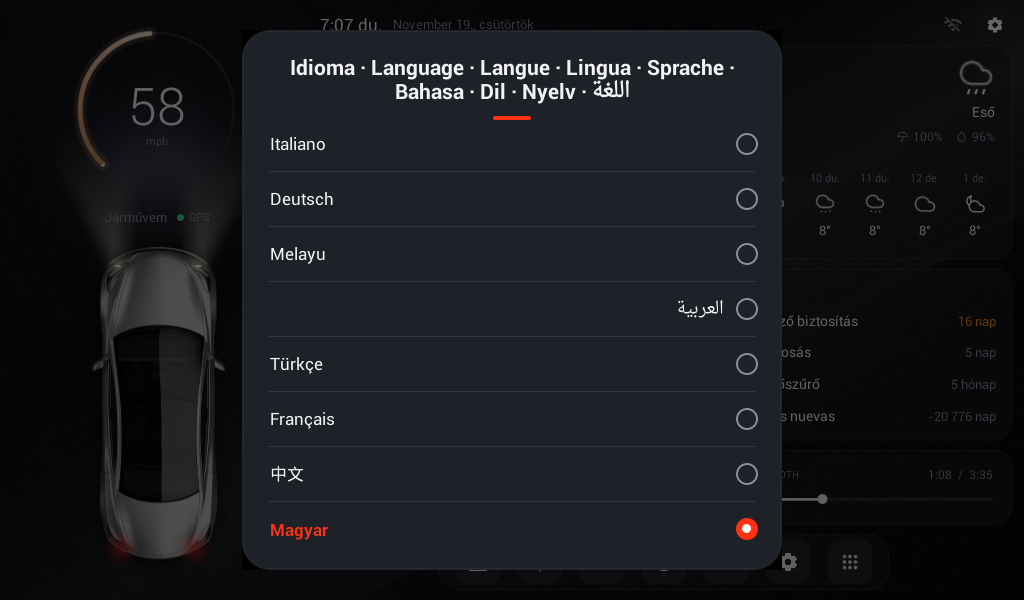 7:07 du. November 19., csütörtök
Idioma · Language · Langue · Lingua · Sprache ·
Bahasa · Dil · Nyelv · اللغة
Italiano
Deutsch
Melayu
العربية
Türkçe
Français
中文
Magyar
58
mph
Járművem GPS
Eső
100% 96%
10 du. 11 du. 12 de. 1 de.
8° 8° 8° 8°
biztosítás 16 nap
5 nap
5 hónap
nuevas -20 776 nap
1:08 / 3:35